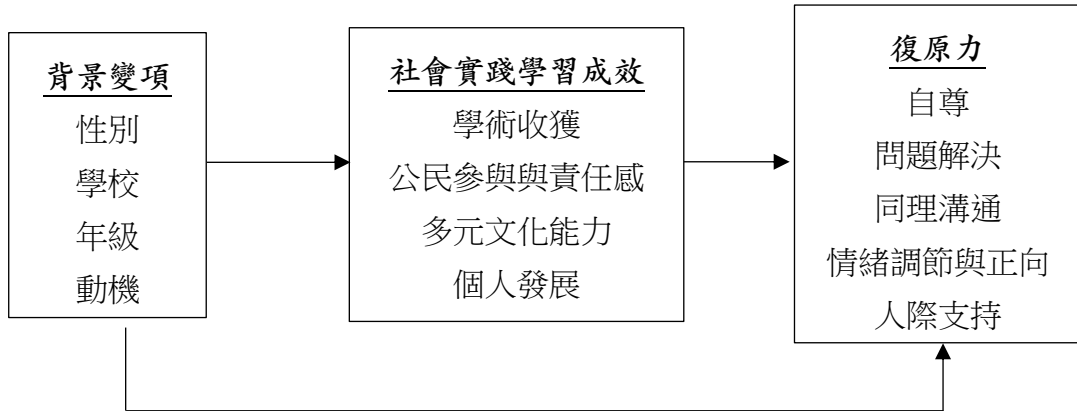 背景變項
性別
學校
年級
動機
社會實踐學習成效
學術收獲
公民參與與責任感
多元文化能力
個人發展
復原力
自尊
問題解決
同理溝通
情緒調節與正向
人際支持